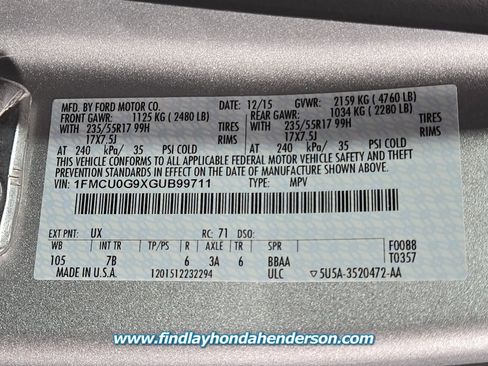 MFD. BY FORD MOTOR CO. 12/15 GVWR: 2159 KG ( 4760 LB)
FRONT GAWR: 1125 KG ( 2480 LB) REAR GAWR: 1034 KG ( 2280 LB)
WITH 235/55R17 99H TIRES WITH 235/55R17 99H TIRES
17X7.5J RIMS 17X7.5J RIMS
AT 240 kPa/ 35 PSI COLD AT 240 kPa/ 35 PSI COLD
THIS VEHICLE CONFORMS TO ALL APPLICABLE FEDERAL MOTOR VEHICLE SAFETY, BUMPER, AND THEFT
PREVENTION STANDARDS IN EFFECT ON THE DATE OF MANUFACTURE SHOWN ABOVE.
VIN: 1FMCU0G9XGUB99711 TYPE: MPV
EXT PNT: UX RC: 71 DSO: F0088
WB INT TR TP/PS R AXLE TR SPR T0357
105 7B 6 3A 6 BBAA
MADE IN U.S.A. 1201512232294 ULC 5U5A-3520472-AA
www.findlayhondahenderson.com